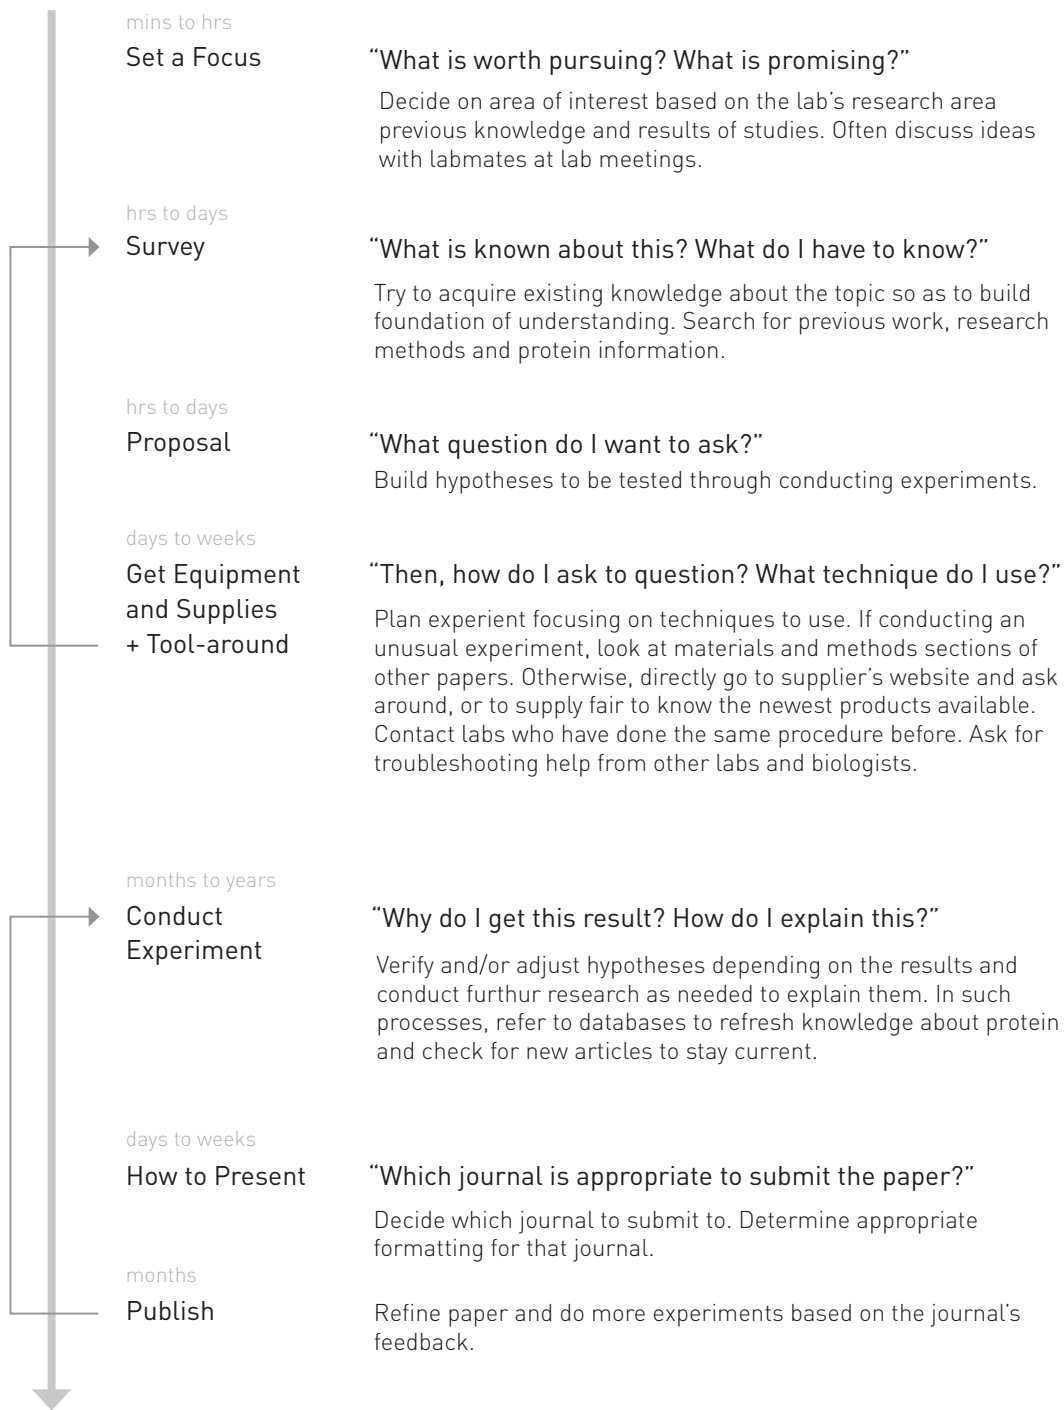 mins to hrs
Set a Focus
“What is worth pursuing? What is promising?”
Decide on area of interest based on the lab’s research area
previous knowledge and results of studies. Often discuss ideas
with labmates at lab meetings.
hrs to days
Survey
“What is known about this? What do I have to know?”
Try to acquire existing knowledge about the topic so as to build
foundation of understanding. Search for previous work, research
methods and protein information.
hrs to days
Proposal
“What question do I want to ask?”
Build hypotheses to be tested through conducting experiments.
days to weeks
Get Equipment
and Supplies
+ Tool-around
“Then, how do I ask to question? What technique do I use?”
Plan experient focusing on techniques to use. If conducting an
unusual experiment, look at materials and methods sections of
other papers. Otherwise, directly go to supplier’s website and ask
around, or to supply fair to know the newest products available.
Contact labs who have done the same procedure before. Ask for
troubleshooting help from other labs and biologists.
months to years
Conduct
Experiment
“Why do I get this result? How do I explain this?”
Verify and/or adjust hypotheses depending on the results and
conduct furthur research as needed to explain them. In such
processes, refer to databases to refresh knowledge about protein
and check for new articles to stay current.
days to weeks
How to Present
“Which journal is appropriate to submit the paper?”
Decide which journal to submit to. Determine appropriate
formatting for that journal.
months
Publish
Refine paper and do more experiments based on the journal’s
feedback.